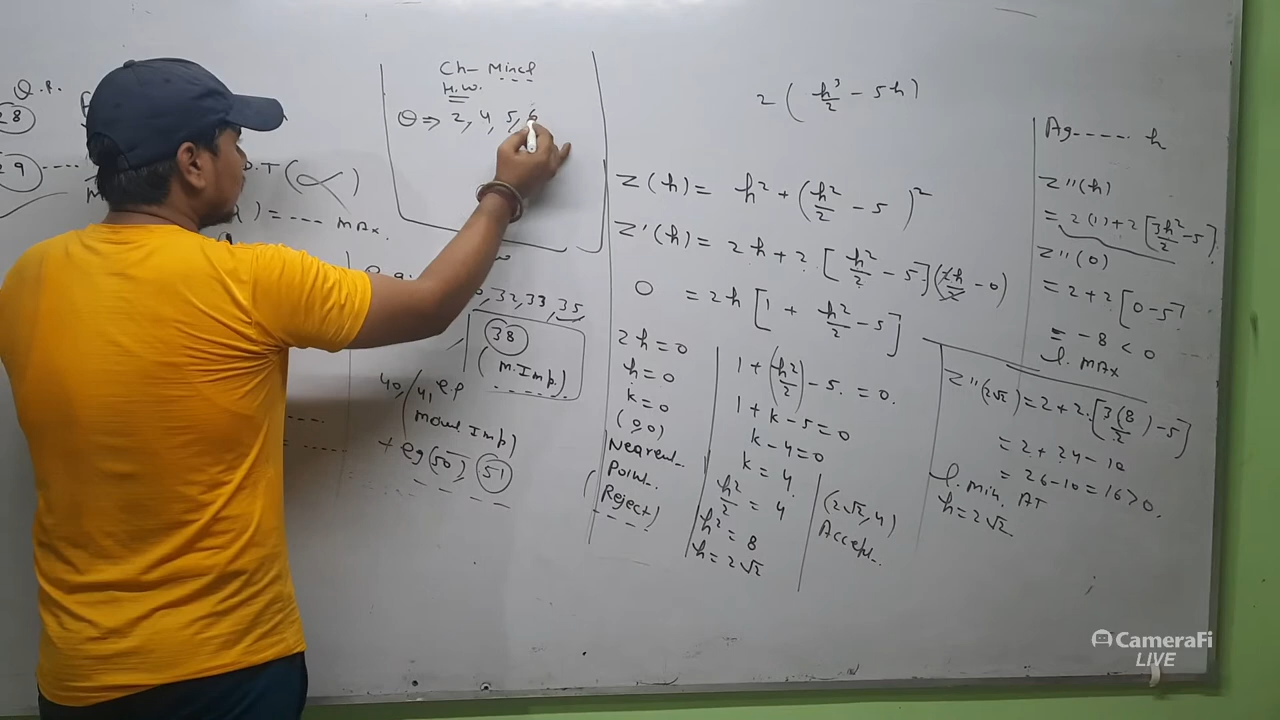 Q.P.
28
29 ----
D.T (∝)
) = --- MAx.
Ch- Mincl
H.W.
Q ⇒ 2, 4, 5, 6
,32,33,35
38
(M.Imp.)
40, 41, e.p
Imp)
+ eg (50, 51
2 ( h³/2 - 5h )
Z(h) = h² + (h²/2 - 5)²
Z'(h) = 2h + 2 [h²/2 - 5] (2h/2 - 0)
0 = 2h [1 + h²/2 - 5]
2h = 0
h = 0
k = 0
(0,0)
Point.
(Reject)
1 + (h²/2) - 5. = 0.
1 + k - 5 = 0
k - 4 = 0
k = 4.
h²/2 = 4
h² = 8
h = 2√2
(2√2, 4)
Accept.
Ag----. h
Z''(h)
= 2(1) + 2 [3h²/2 - 5]
Z''(0)
= 2 + 2 [0 - 5]
= -8 < 0
l. MAx
Z''(2√2) = 2 + 2. [3(8)/2 - 5]
= 2 + 24 - 10
= 26 - 10 = 16 > 0.
l. Min. AT
h = 2√2
CameraFi
LIVE